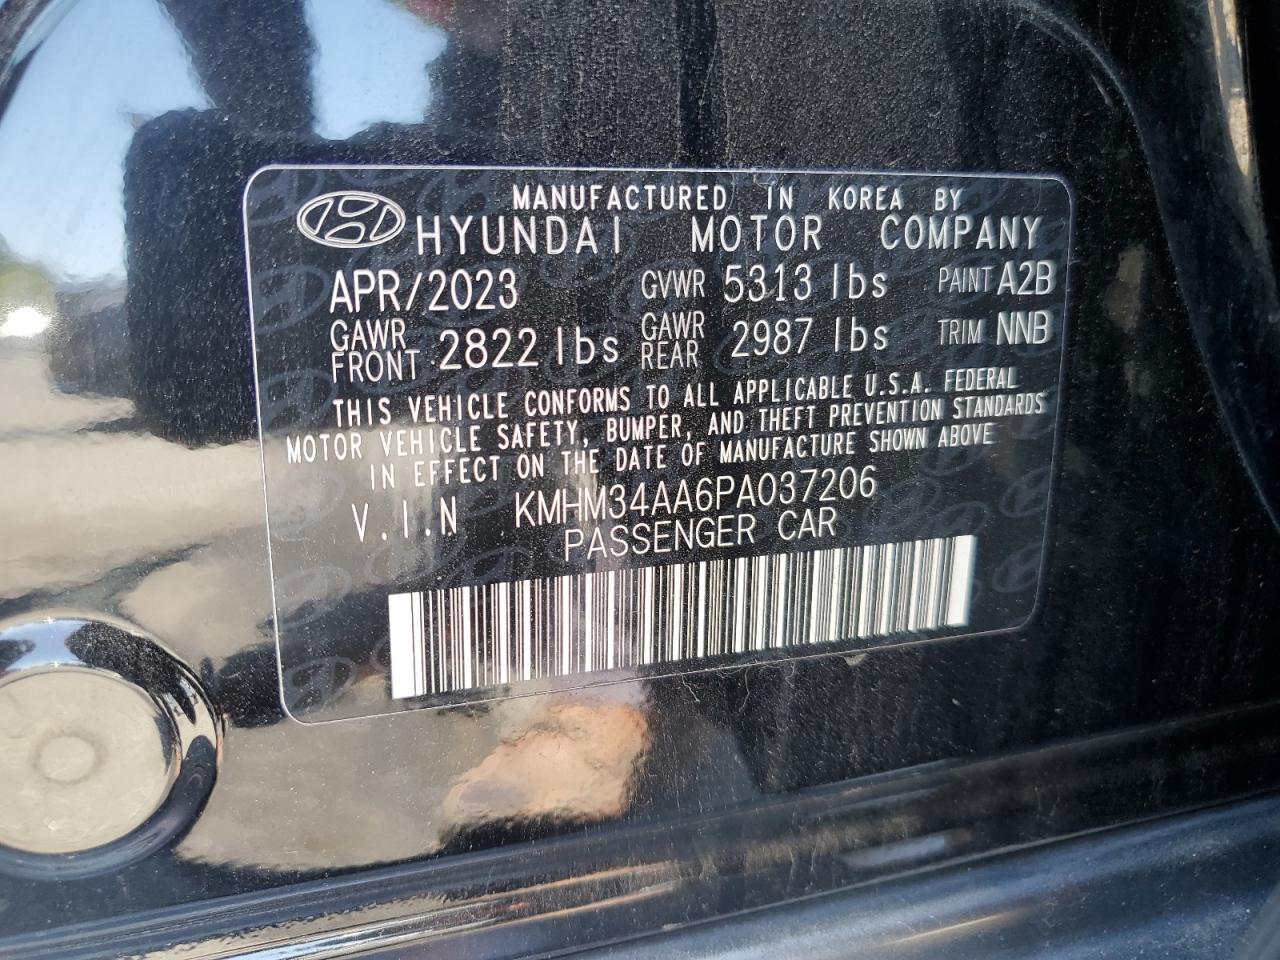 MANUFACTURED IN KOREA BY
HYUNDAI MOTOR COMPANY
APR/2023 GVWR 5313 lbs PAINT A2B
GAWR FRONT 2822 lbs GAWR REAR 2987 lbs TRIM NNB
THIS VEHICLE CONFORMS TO ALL APPLICABLE U.S.A. FEDERAL
MOTOR VEHICLE SAFETY, BUMPER, AND THEFT PREVENTION STANDARDS
IN EFFECT ON THE DATE OF MANUFACTURE SHOWN ABOVE
V.I.N KMHM34AA6PA037206
PASSENGER CAR